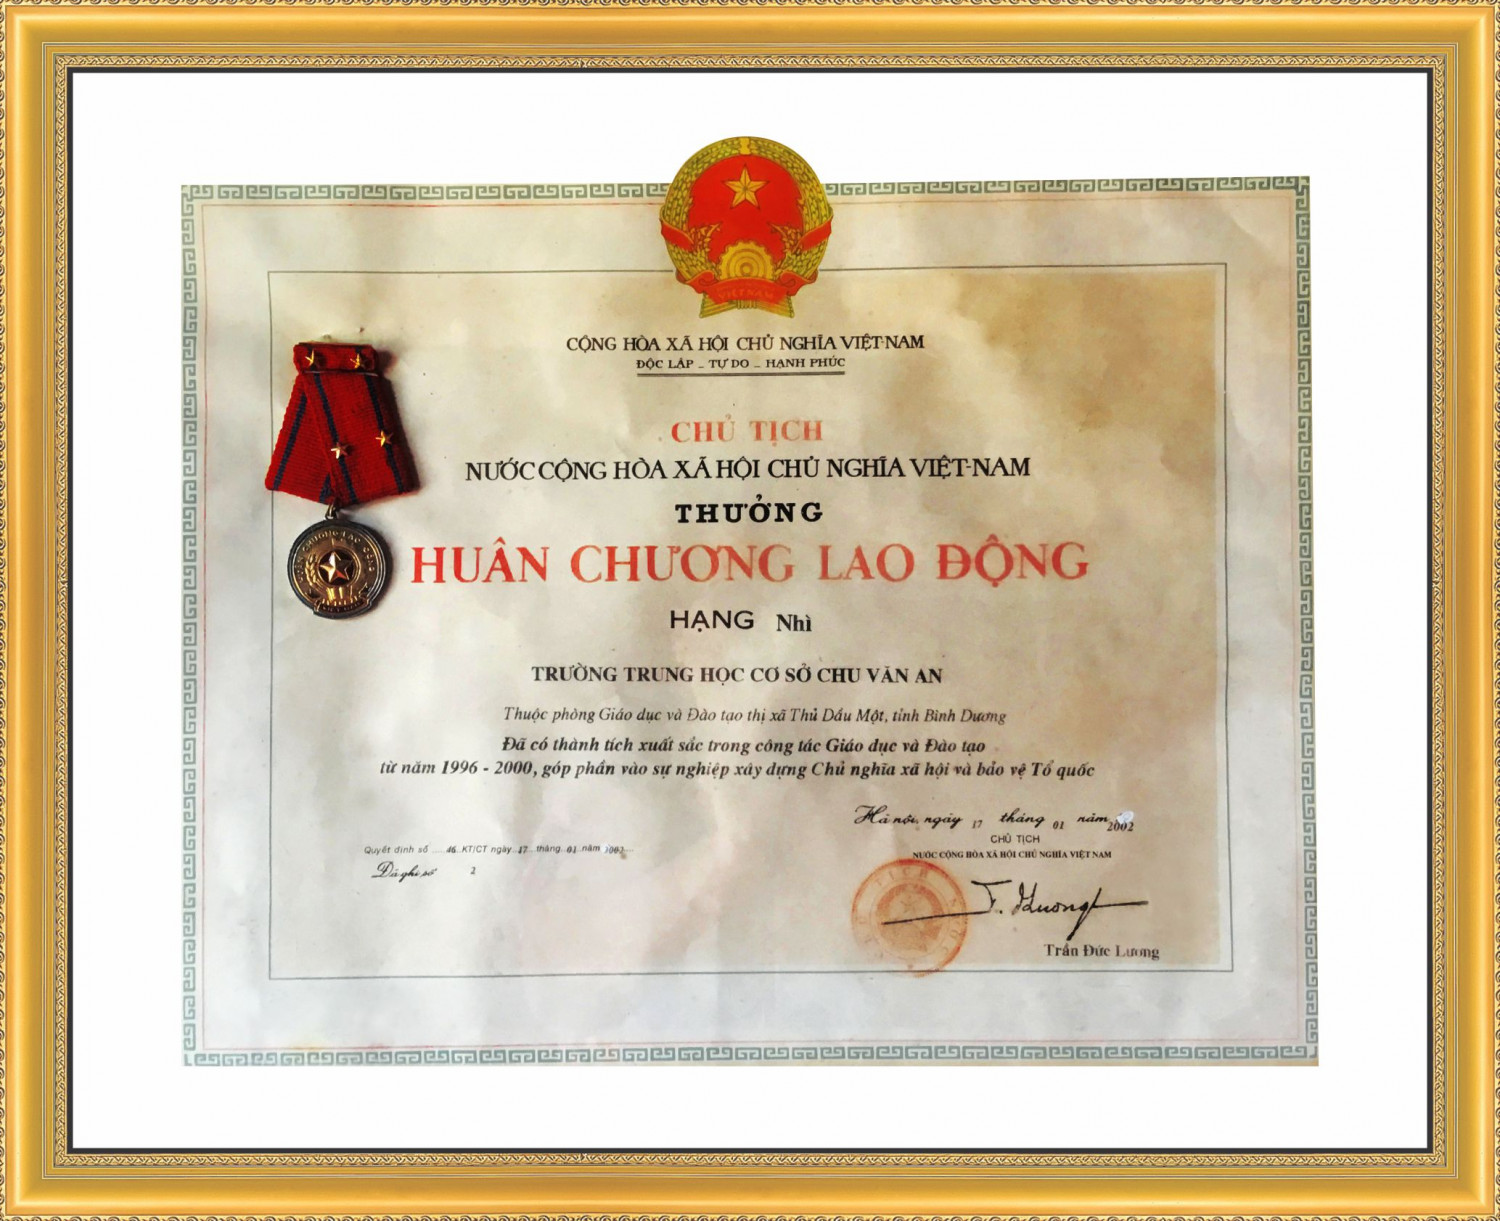 VIỆT NAM
CỘNG HÒA XÃ HỘI CHỦ NGHĨA VIỆT-NAM
ĐỘC LẬP _ TỰ DO _ HẠNH PHÚC
CHỦ TỊCH
NƯỚC CỘNG HÒA XÃ HỘI CHỦ NGHĨA VIỆT-NAM
THƯỞNG
HUÂN CHƯƠNG LAO ĐỘNG
HẠNG Nhì
TRƯỜNG TRUNG HỌC CƠ SỞ CHU VĂN AN
Thuộc phòng Giáo dục và Đào tạo thị xã Thủ Dầu Một, tỉnh Bình Dương
Đã có thành tích xuất sắc trong công tác Giáo dục và Đào tạo
từ năm 1996 - 2000, góp phần vào sự nghiệp xây dựng Chủ nghĩa xã hội và bảo vệ Tổ quốc
Hà nội, ngày 17 tháng 01 năm 2002
CHỦ TỊCH
NƯỚC CỘNG HÒA XÃ HỘI CHỦ NGHĨA VIỆT NAM
Quyết định số ..... 46 ..KT/CT ngày..17...tháng..01..năm 2002....
Đã ghi sổ 2
Trần Đức Lương